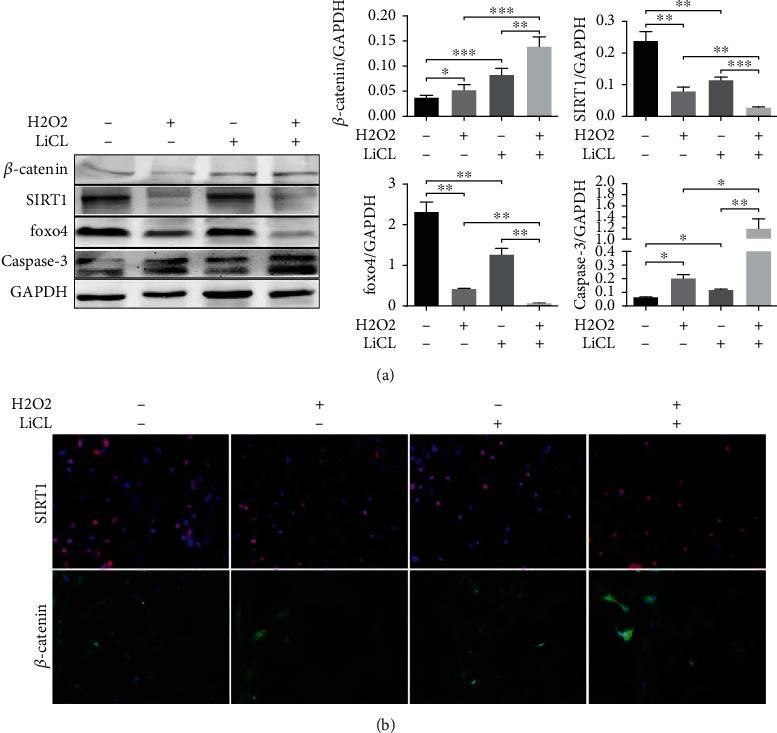 H2O2 – + – +
LiCL – – + +
β-catenin
SIRT1
foxo4
Caspase-3
GAPDH
β-catenin/GAPDH
0.20
0.15
0.10
0.05
0.00
***
**
***
*
H2O2 – + – +
LiCL – – + +
SIRT1/GAPDH
0.3
0.2
0.1
0.0
**
**
**
***
H2O2 – + – +
LiCL – – + +
foxo4/GAPDH
3
2
1
0
**
**
**
**
H2O2 – + – +
LiCL – – + +
Caspase-3/GAPDH
2.0
1.8
1.6
1.4
1.2
1.0
0.4
0.3
0.2
0.1
0.0
*
**
*
*
H2O2 – + – +
LiCL – – + +
(a)
H2O2 – + – +
LiCL – – + +
SIRT1
β-catenin
(b)